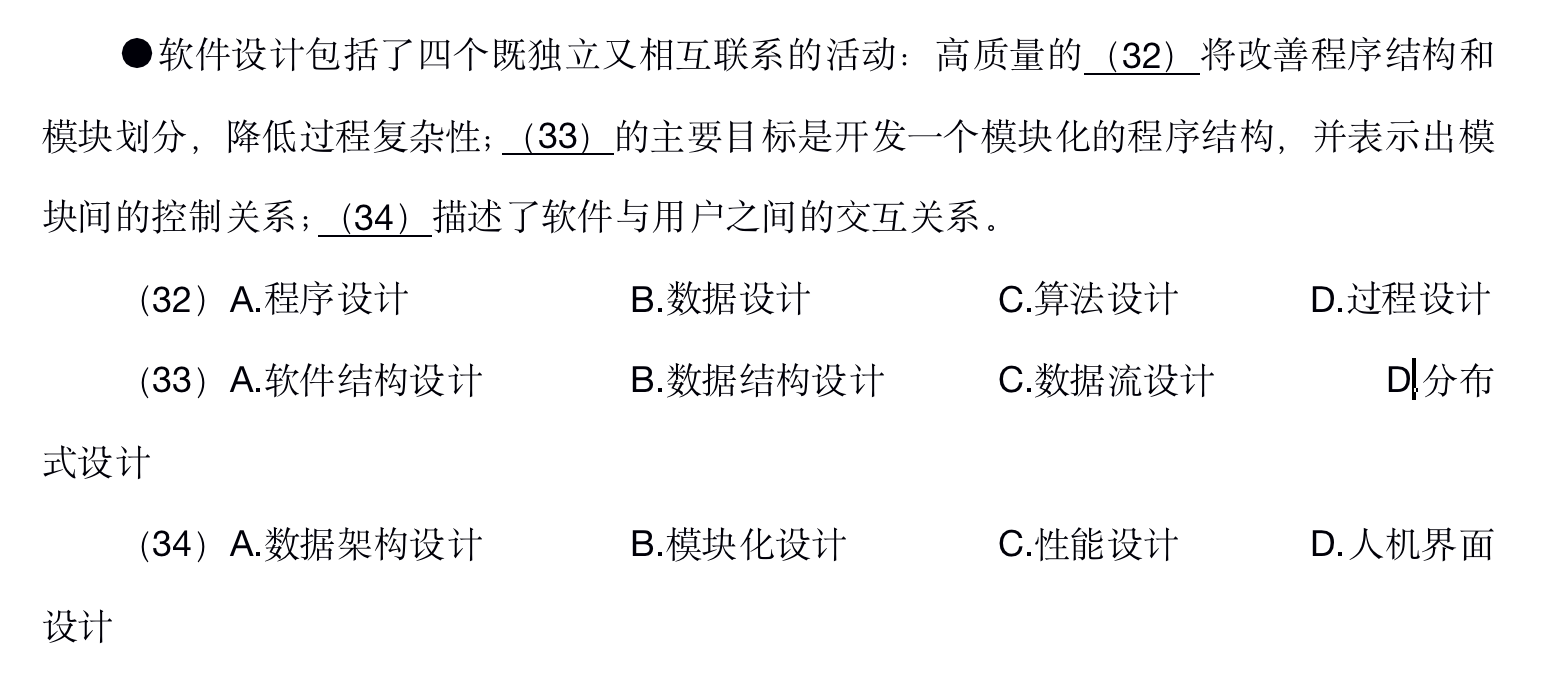 ●软件设计包括了四个既独立又相互联系的活动：高质量的（32）将改善程序结构和
模块划分，降低过程复杂性；（33）的主要目标是开发一个模块化的程序结构，并表示出模
块间的控制关系；（34）描述了软件与用户之间的交互关系。
（32）A.程序设计 B.数据设计 C.算法设计 D.过程设计
（33）A.软件结构设计 B.数据结构设计 C.数据流设计 D.分布
式设计
（34）A.数据架构设计 B.模块化设计 C.性能设计 D.人机界面
设计